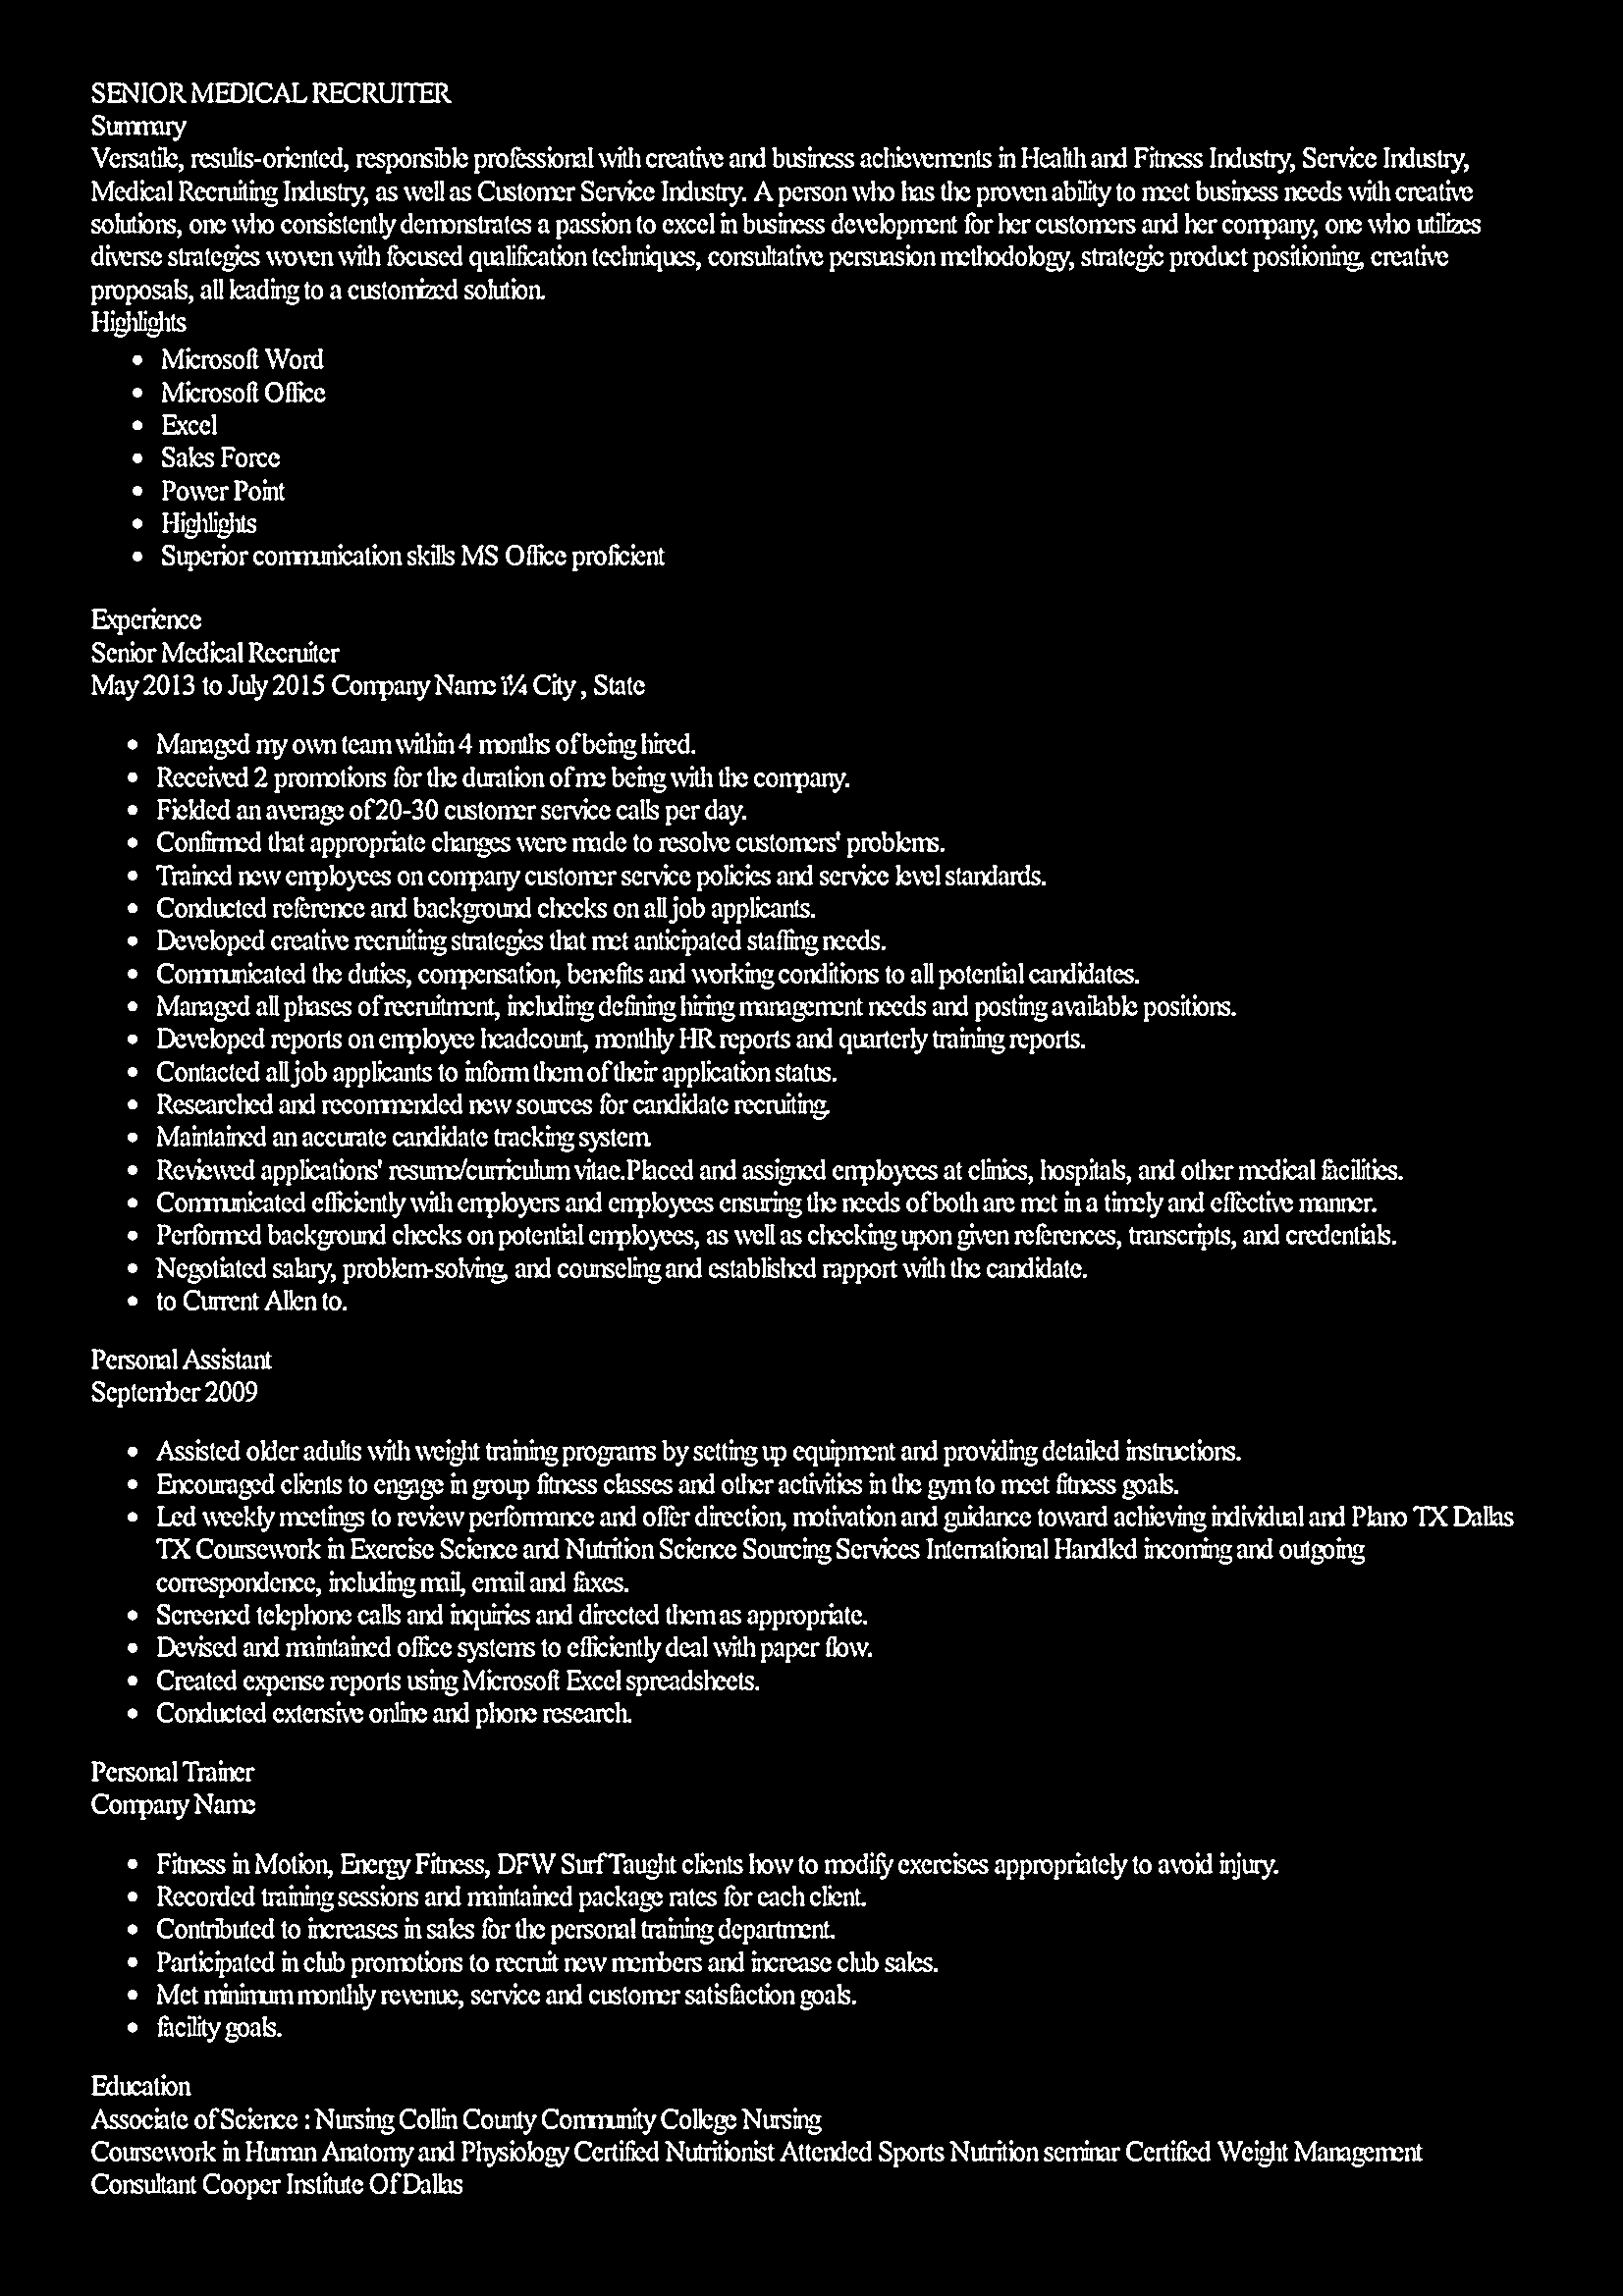 SENIOR MEDICAL RECRUITER
Summary
Versatile, results-oriented, responsible professional with creative and business achievements in Health and Fitness Industry, Service Industry,
Medical Recruiting Industry, as well as Customer Service Industry. A person who has the proven ability to meet business needs with creative
solutions, one who consistently demonstrates a passion to excel in business development for her customers and her company, one who utilizes
diverse strategies woven with focused qualification techniques, consultative persuasion methodology, strategic product positioning, creative
proposals, all leading to a customized solution.
Highlights
• Microsoft Word
• Microsoft Office
• Excel
• Sales Force
• Power Point
• Highlights
• Superior communication skills MS Office proficient
Experience
Senior Medical Recruiter
May 2013 to July 2015 Company Name ï¼ City , State
• Managed my own team within 4 months of being hired.
• Received 2 promotions for the duration of me being with the company.
• Fielded an average of 20-30 customer service calls per day.
• Confirmed that appropriate changes were made to resolve customers' problems.
• Trained new employees on company customer service policies and service level standards.
• Conducted reference and background checks on all job applicants.
• Developed creative recruiting strategies that met anticipated staffing needs.
• Communicated the duties, compensation, benefits and working conditions to all potential candidates.
• Managed all phases of recruitment, including defining hiring management needs and posting available positions.
• Developed reports on employee headcount, monthly HR reports and quarterly training reports.
• Contacted all job applicants to inform them of their application status.
• Researched and recommended new sources for candidate recruiting.
• Maintained an accurate candidate tracking system.
• Reviewed applications' resume/curriculum vitae.Placed and assigned employees at clinics, hospitals, and other medical facilities.
• Communicated efficiently with employers and employees ensuring the needs of both are met in a timely and effective manner.
• Performed background checks on potential employees, as well as checking upon given references, transcripts, and credentials.
• Negotiated salary, problem-solving, and counseling and established rapport with the candidate.
• to Current Allen to.
Personal Assistant
September 2009
• Assisted older adults with weight training programs by setting up equipment and providing detailed instructions.
• Encouraged clients to engage in group fitness classes and other activities in the gym to meet fitness goals.
• Led weekly meetings to review performance and offer direction, motivation and guidance toward achieving individual and Plano TX Dallas
TX Coursework in Exercise Science and Nutrition Science Sourcing Services International Handled incoming and outgoing
correspondence, including mail, email and faxes.
• Screened telephone calls and inquiries and directed them as appropriate.
• Devised and maintained office systems to efficiently deal with paper flow.
• Created expense reports using Microsoft Excel spreadsheets.
• Conducted extensive online and phone research.
Personal Trainer
Company Name
• Fitness in Motion, Energy Fitness, DFW Surf Taught clients how to modify exercises appropriately to avoid injury.
• Recorded training sessions and maintained package rates for each client.
• Contributed to increases in sales for the personal training department.
• Participated in club promotions to recruit new members and increase club sales.
• Met minimum monthly revenue, service and customer satisfaction goals.
• facility goals.
Education
Associate of Science : Nursing Collin County Community College Nursing
Coursework in Human Anatomy and Physiology Certified Nutritionist Attended Sports Nutrition seminar Certified Weight Management
Consultant Cooper Institute Of Dallas